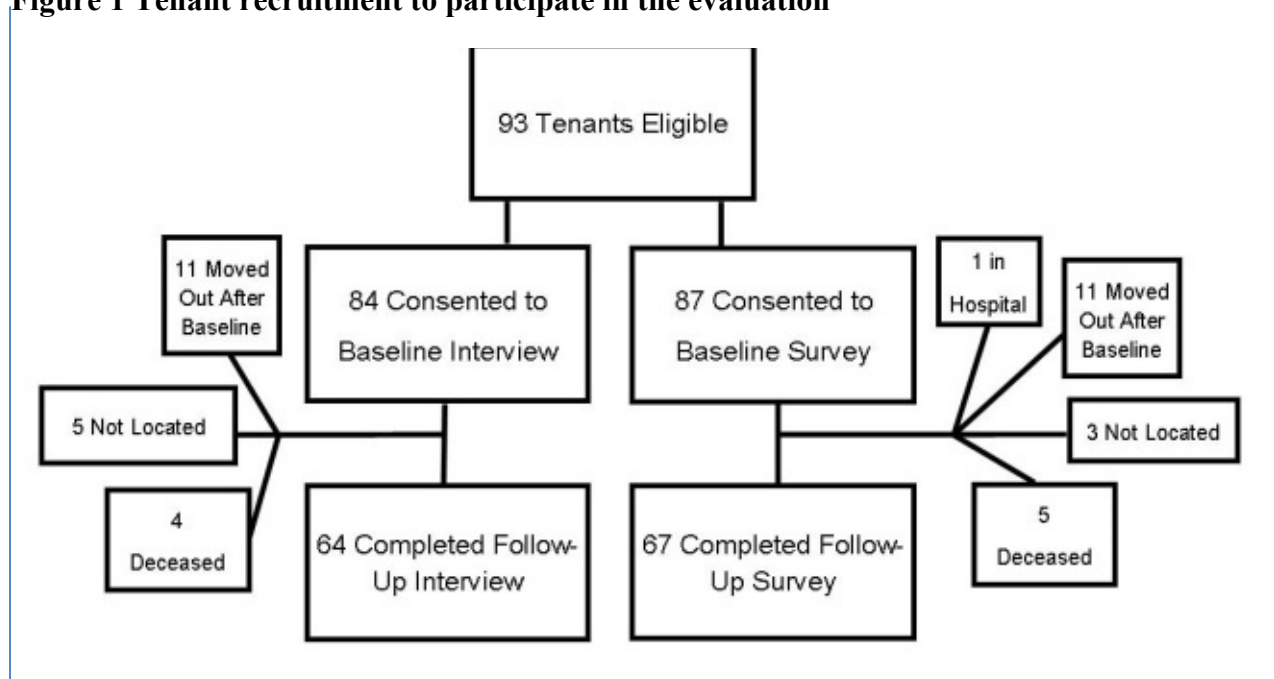 Figure 1 Tenant recruitment to participate in the evaluation
93 Tenants Eligible
11 Moved
Out After
Baseline
84 Consented to
Baseline Interview
87 Consented to
Baseline Survey
1 in
Hospital
11 Moved
Out After
Baseline
5 Not Located
3 Not Located
4
Deceased
64 Completed Follow-
Up Interview
67 Completed Follow-
Up Survey
5
Deceased